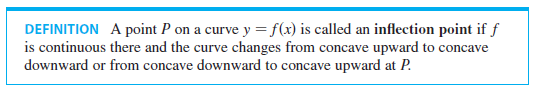 DEFINITION A point P on a curve y = f(x) is called an inflection point if f
is continuous there and the curve changes from concave upward to concave
downward or from concave downward to concave upward at P.